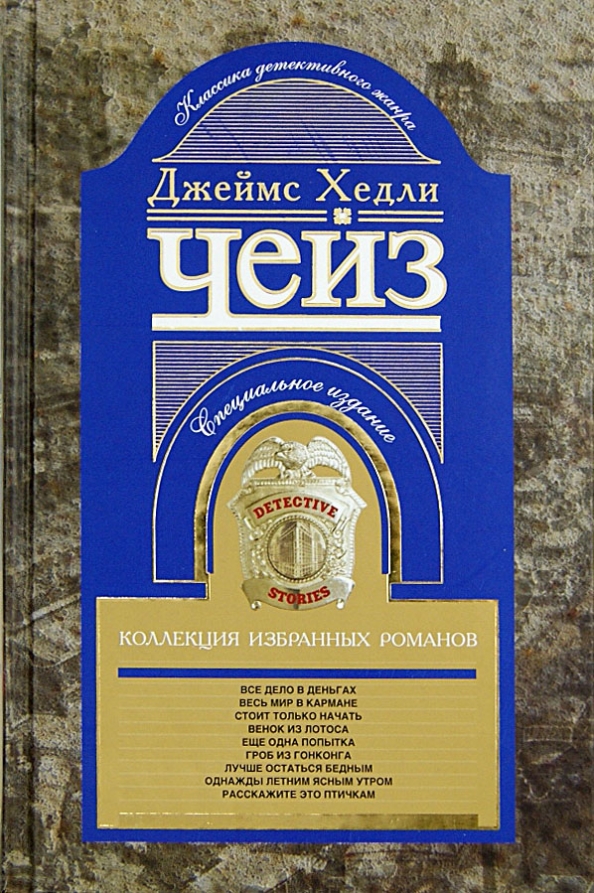 Классика детективного жанра
Джеймс Хедли
Чейз
Специальное издание
DETECTIVE
STORIES
КОЛЛЕКЦИЯ ИЗБРАННЫХ РОМАНОВ
ВСЕ ДЕЛО В ДЕНЬГАХ
ВЕСЬ МИР В КАРМАНЕ
СТОИТ ТОЛЬКО НАЧАТЬ
ВЕНОК ИЗ ЛОТОСА
ЕЩЕ ОДНА ПОПЫТКА
ГРОБ ИЗ ГОНКОНГА
ЛУЧШЕ ОСТАТЬСЯ БЕДНЫМ
ОДНАЖДЫ ЛЕТНИМ ЯСНЫМ УТРОМ
РАССКАЖИТЕ ЭТО ПТИЧКАМ